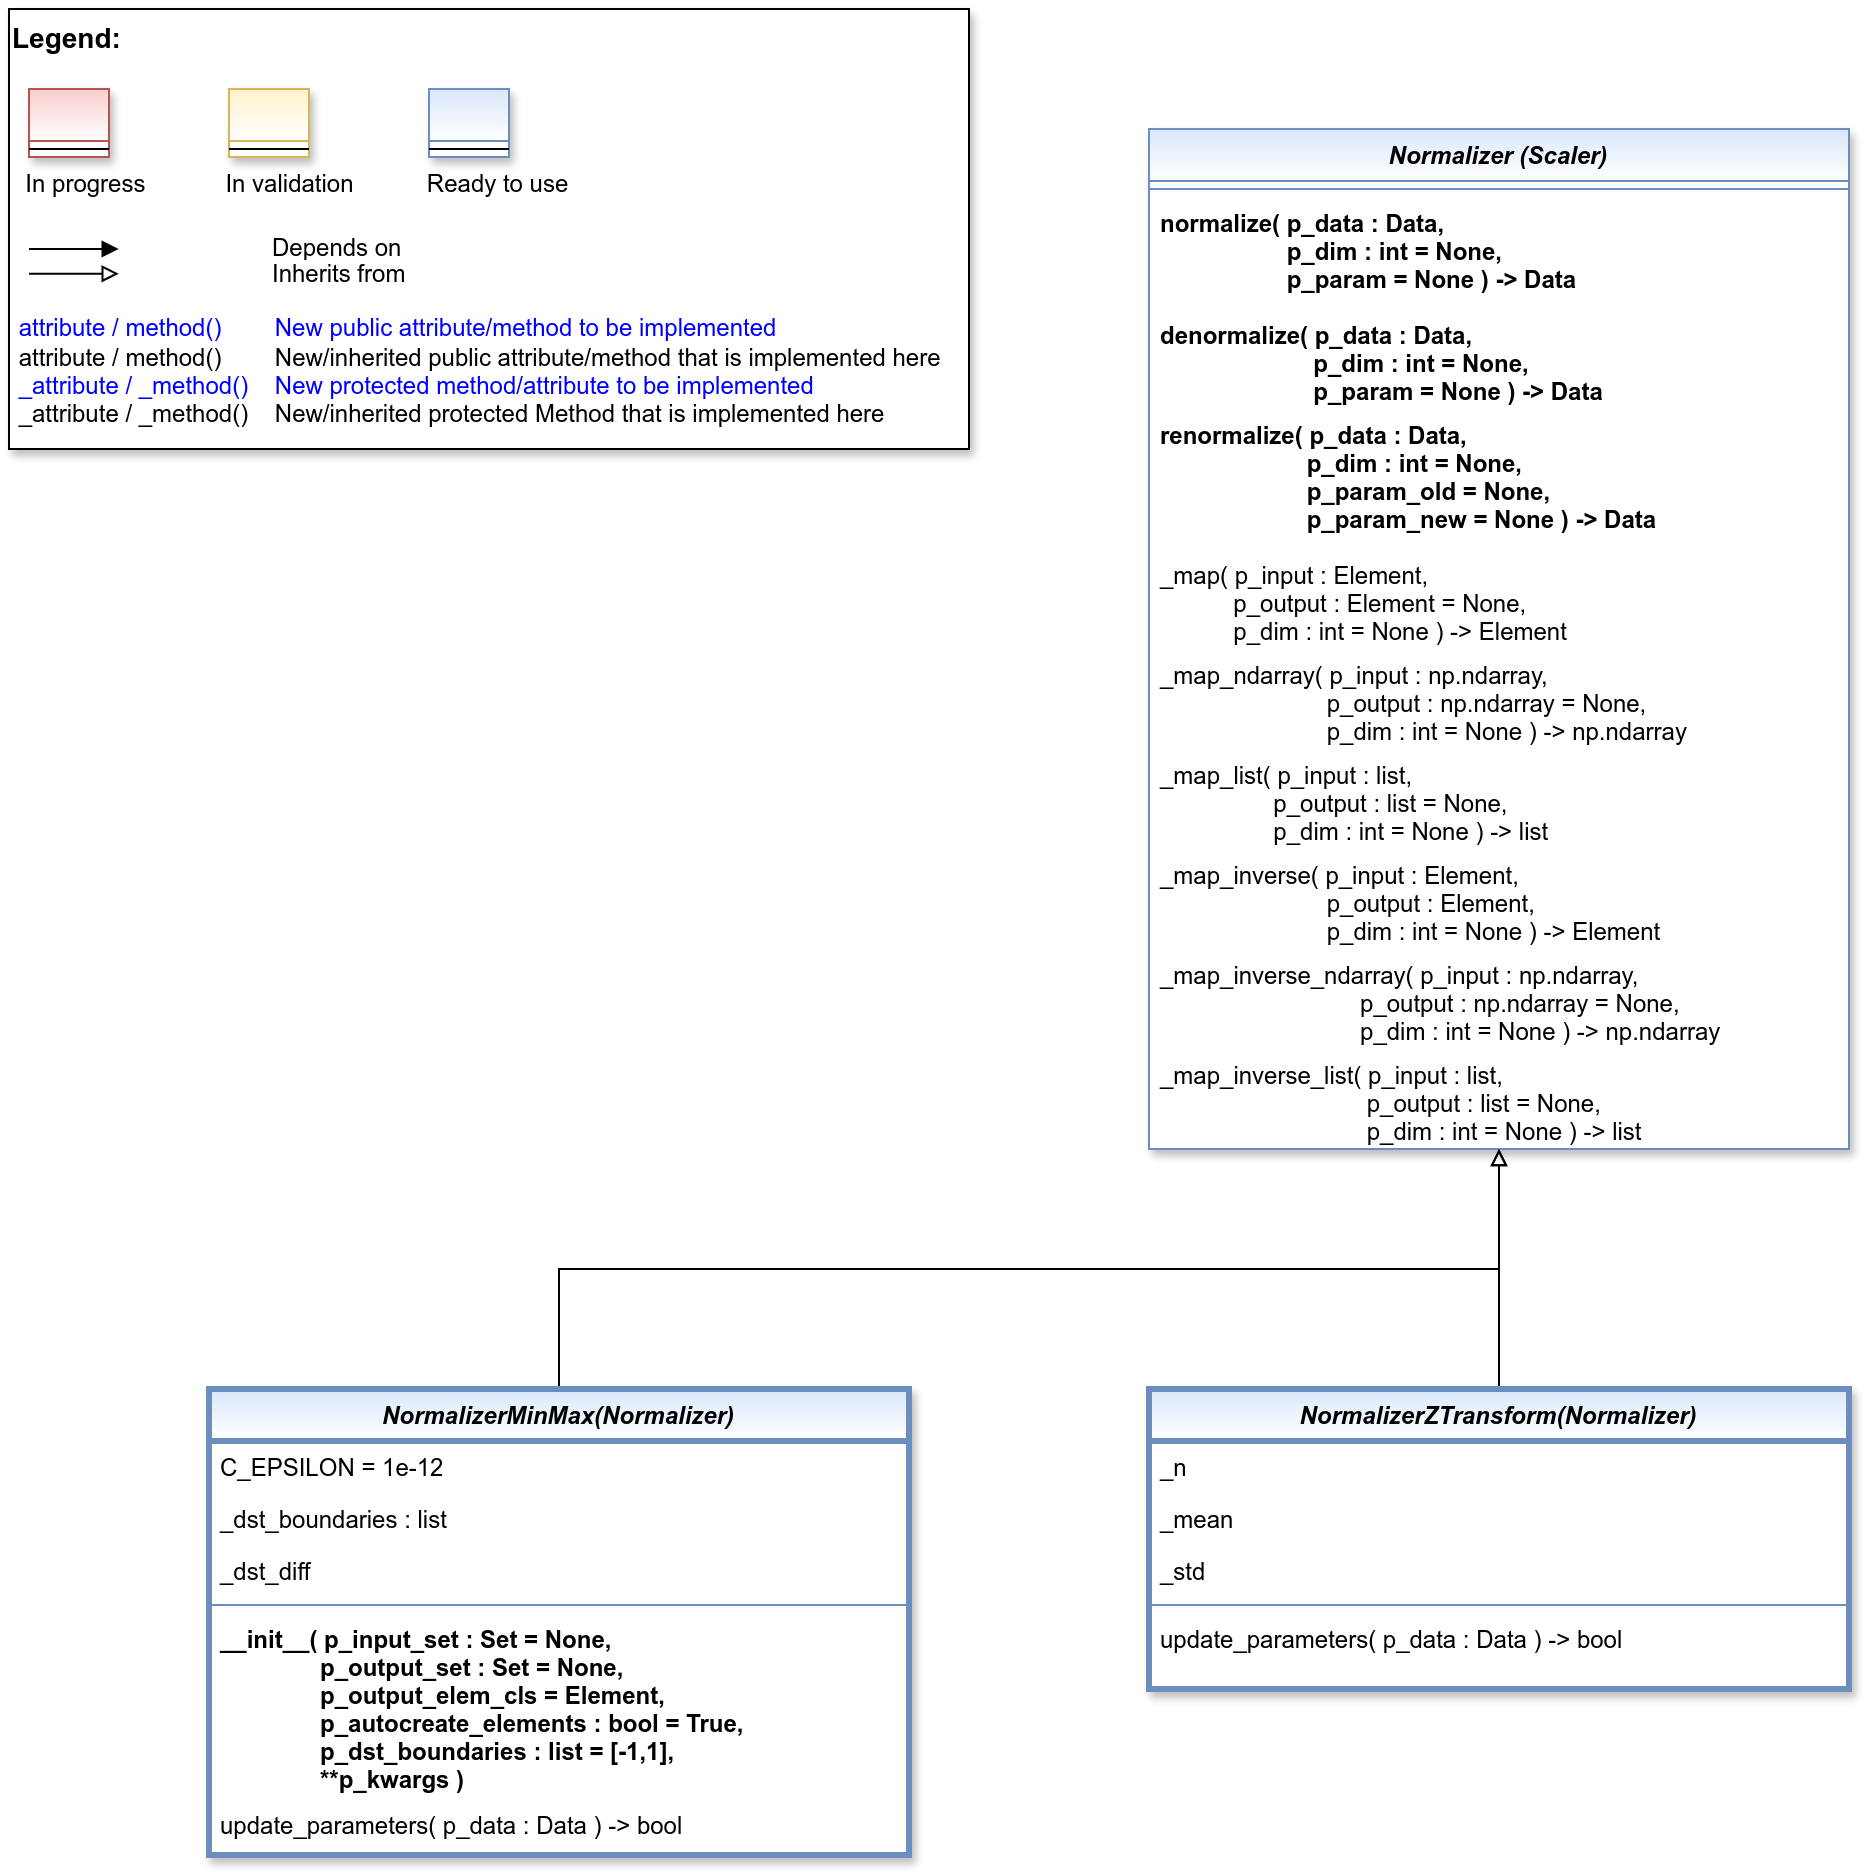 Legend:
In progress
In validation
Ready to use
Depends on
Inherits from
attribute / method() New public attribute/method to be implemented
attribute / method() New/inherited public attribute/method that is implemented here
_attribute / _method() New protected method/attribute to be implemented
_attribute / _method() New/inherited protected Method that is implemented here
Normalizer (Scaler)
normalize( p_data : Data,
p_dim : int = None,
p_param = None ) -> Data
denormalize( p_data : Data,
p_dim : int = None,
p_param = None ) -> Data
renormalize( p_data : Data,
p_dim : int = None,
p_param_old = None,
p_param_new = None ) -> Data
_map( p_input : Element,
p_output : Element = None,
p_dim : int = None ) -> Element
_map_ndarray( p_input : np.ndarray,
p_output : np.ndarray = None,
p_dim : int = None ) -> np.ndarray
_map_list( p_input : list,
p_output : list = None,
p_dim : int = None ) -> list
_map_inverse( p_input : Element,
p_output : Element,
p_dim : int = None ) -> Element
_map_inverse_ndarray( p_input : np.ndarray,
p_output : np.ndarray = None,
p_dim : int = None ) -> np.ndarray
_map_inverse_list( p_input : list,
p_output : list = None,
p_dim : int = None ) -> list
NormalizerMinMax(Normalizer)
C_EPSILON = 1e-12
_dst_boundaries : list
_dst_diff
__init__( p_input_set : Set = None,
p_output_set : Set = None,
p_output_elem_cls = Element,
p_autocreate_elements : bool = True,
p_dst_boundaries : list = [-1,1],
**p_kwargs )
update_parameters( p_data : Data ) -> bool
NormalizerZTransform(Normalizer)
_n
_mean
_std
update_parameters( p_data : Data ) -> bool